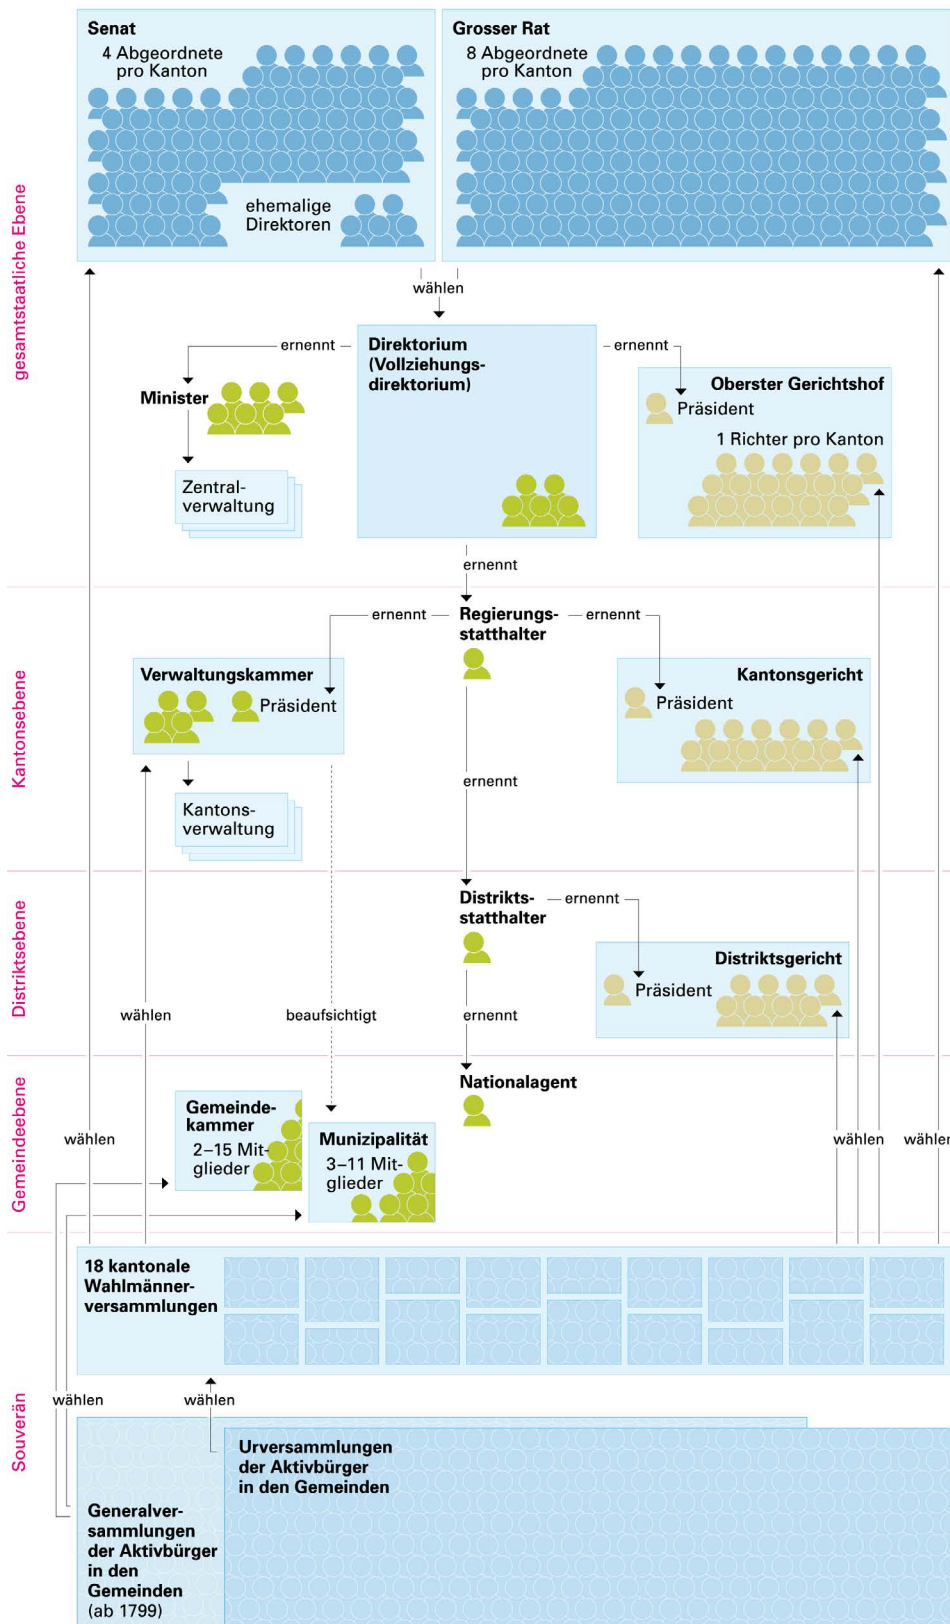 Senat
4 Abgeordnete
pro Kanton
ehemalige
Direktoren
Grosser Rat
8 Abgeordnete
pro Kanton
gesamtstaatliche Ebene
wählen
ernennt
Direktorium
(Vollziehungs-
direktorium)
ernennt
Minister
Zentral-
verwaltung
Oberster Gerichtshof
Präsident
1 Richter pro Kanton
ernennt
Kantonsebene
ernennt
Regierungs-
statthalter
ernennt
Verwaltungskammer
Präsident
Kantons-
verwaltung
Kantonsgericht
Präsident
ernennt
Distriktsebene
Distrikts-
statthalter
ernennt
Distriktsgericht
Präsident
wählen
beaufsichtigt
ernennt
Gemeindeebene
Nationalagent
Gemeinde-
kammer
2–15 Mit-
glieder
Munizipalität
3–11 Mit-
glieder
wählen
wählen
wählen
Souverän
18 kantonale
Wahlmänner-
versammlungen
wählen
wählen
Urversammlungen
der Aktivbürger
in den Gemeinden
Generalver-
sammlungen
der Aktivbürger
in den
Gemeinden
(ab 1799)